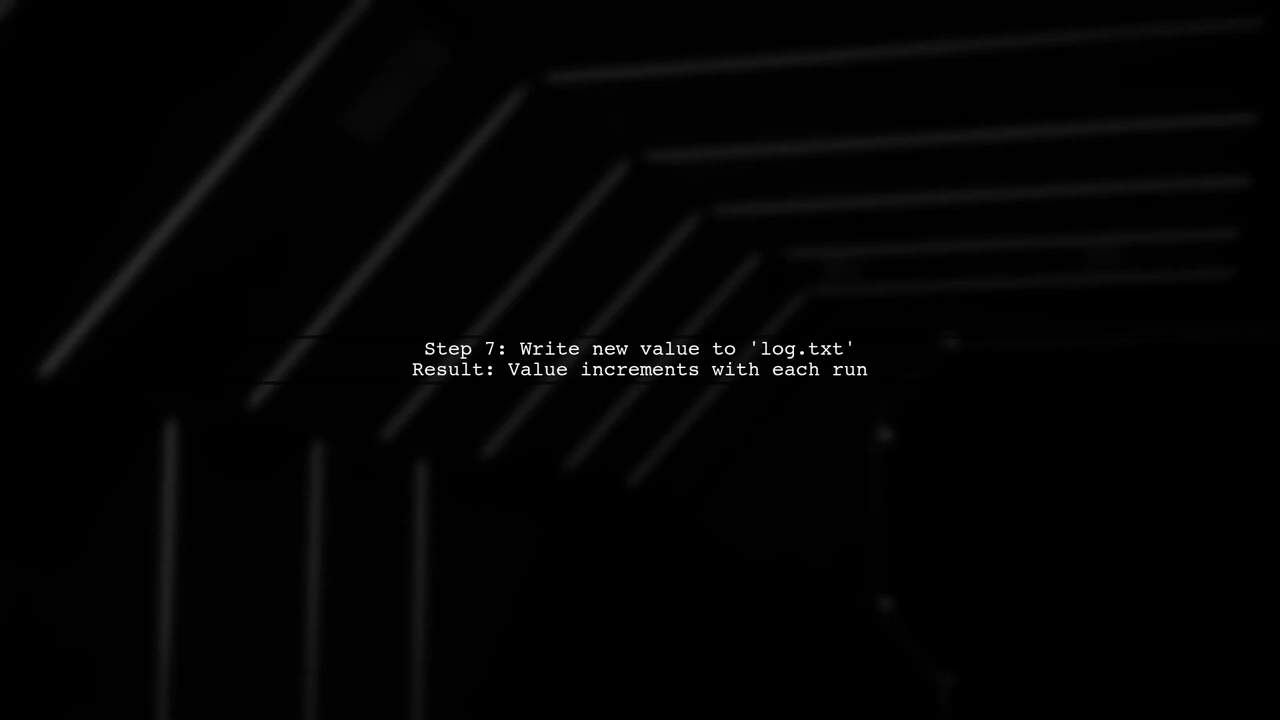 Step 7: Write new value to 'log.txt'
Result: Value increments with each run